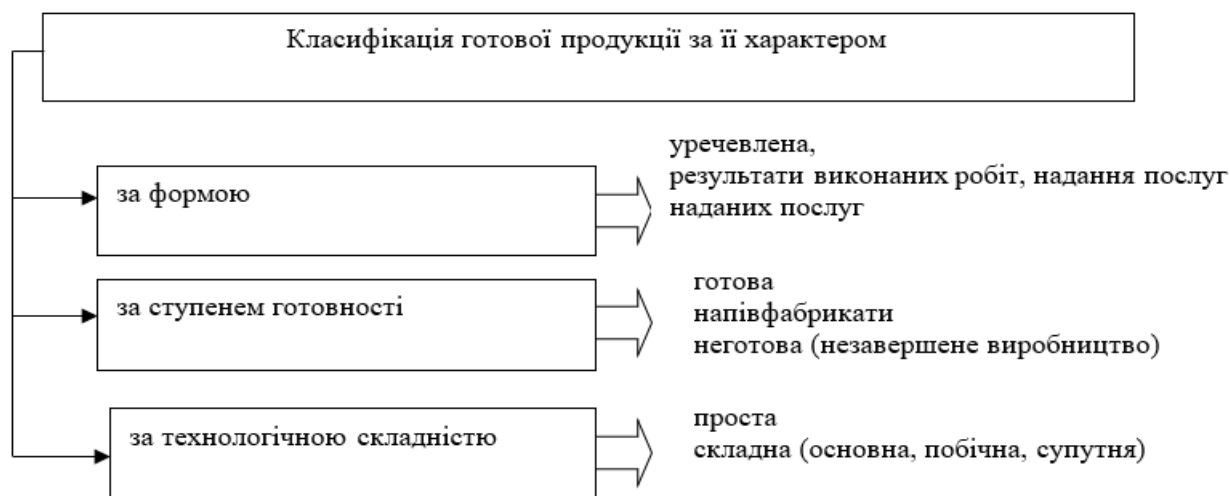 Класифікація готової продукції за її характером
за формою
уречевлена,
результати виконаних робіт, надання послуг
наданих послуг
за ступенем готовності
готова
напівфабрикати
неготова (незавершене виробництво)
за технологічною складністю
проста
складна (основна, побічна, супутня)